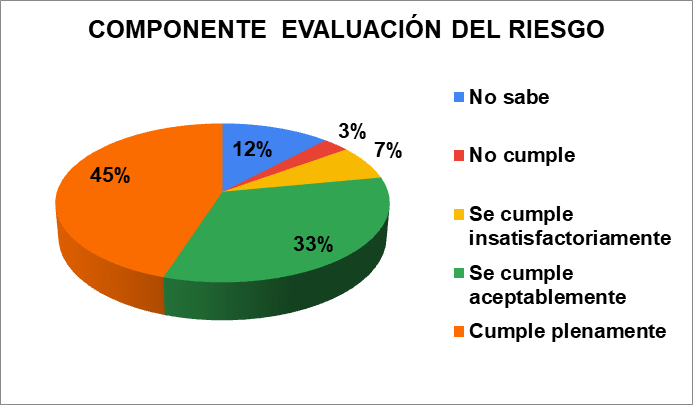 COMPONENTE EVALUACIÓN DEL RIESGO
12%
3%
7%
33%
45%
No sabe
No cumple
Se cumple
insatisfactoriamente
Se cumple
aceptablemente
Cumple plenamente